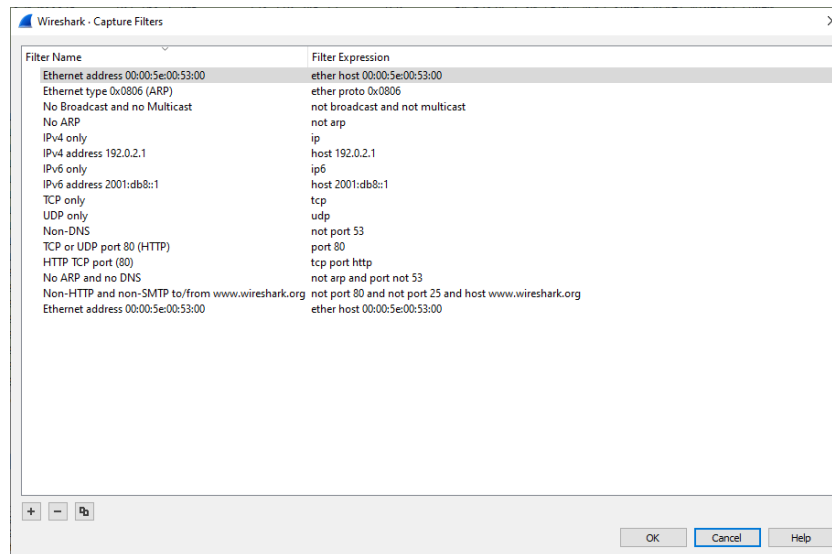 Wireshark · Capture Filters
Filter Name Filter Expression
Ethernet address 00:00:5e:00:53:00 ether host 00:00:5e:00:53:00
Ethernet type 0x0806 (ARP) ether proto 0x0806
No Broadcast and no Multicast not broadcast and not multicast
No ARP not arp
IPv4 only ip
IPv4 address 192.0.2.1 host 192.0.2.1
IPv6 only ip6
IPv6 address 2001:db8::1 host 2001:db8::1
TCP only tcp
UDP only udp
Non-DNS not port 53
TCP or UDP port 80 (HTTP) port 80
HTTP TCP port (80) tcp port http
No ARP and no DNS not arp and port not 53
Non-HTTP and non-SMTP to/from www.wireshark.org not port 80 and not port 25 and host www.wireshark.org
Ethernet address 00:00:5e:00:53:00 ether host 00:00:5e:00:53:00
OK Cancel Help